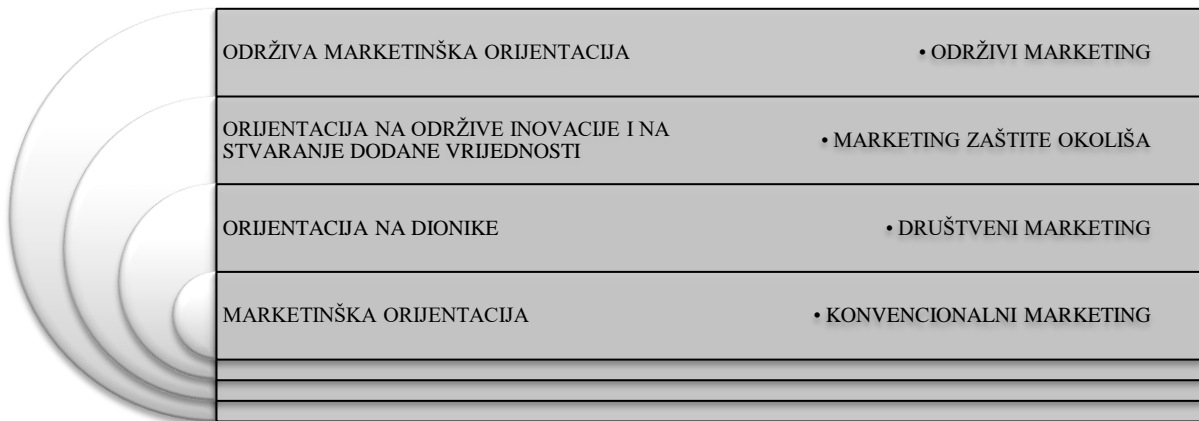 ODRŽIVA MARKETINŠKA ORIJENTACIJA
• ODRŽIVI MARKETING
ORIJENTACIJA NA ODRŽIVE INOVACIJE I NA
STVARANJE DODANE VRIJEDNOSTI
• MARKETING ZAŠTITE OKOLIŠA
ORIJENTACIJA NA DIONIKE
• DRUŠTVENI MARKETING
MARKETINŠKA ORIJENTACIJA
• KONVENCIONALNI MARKETING